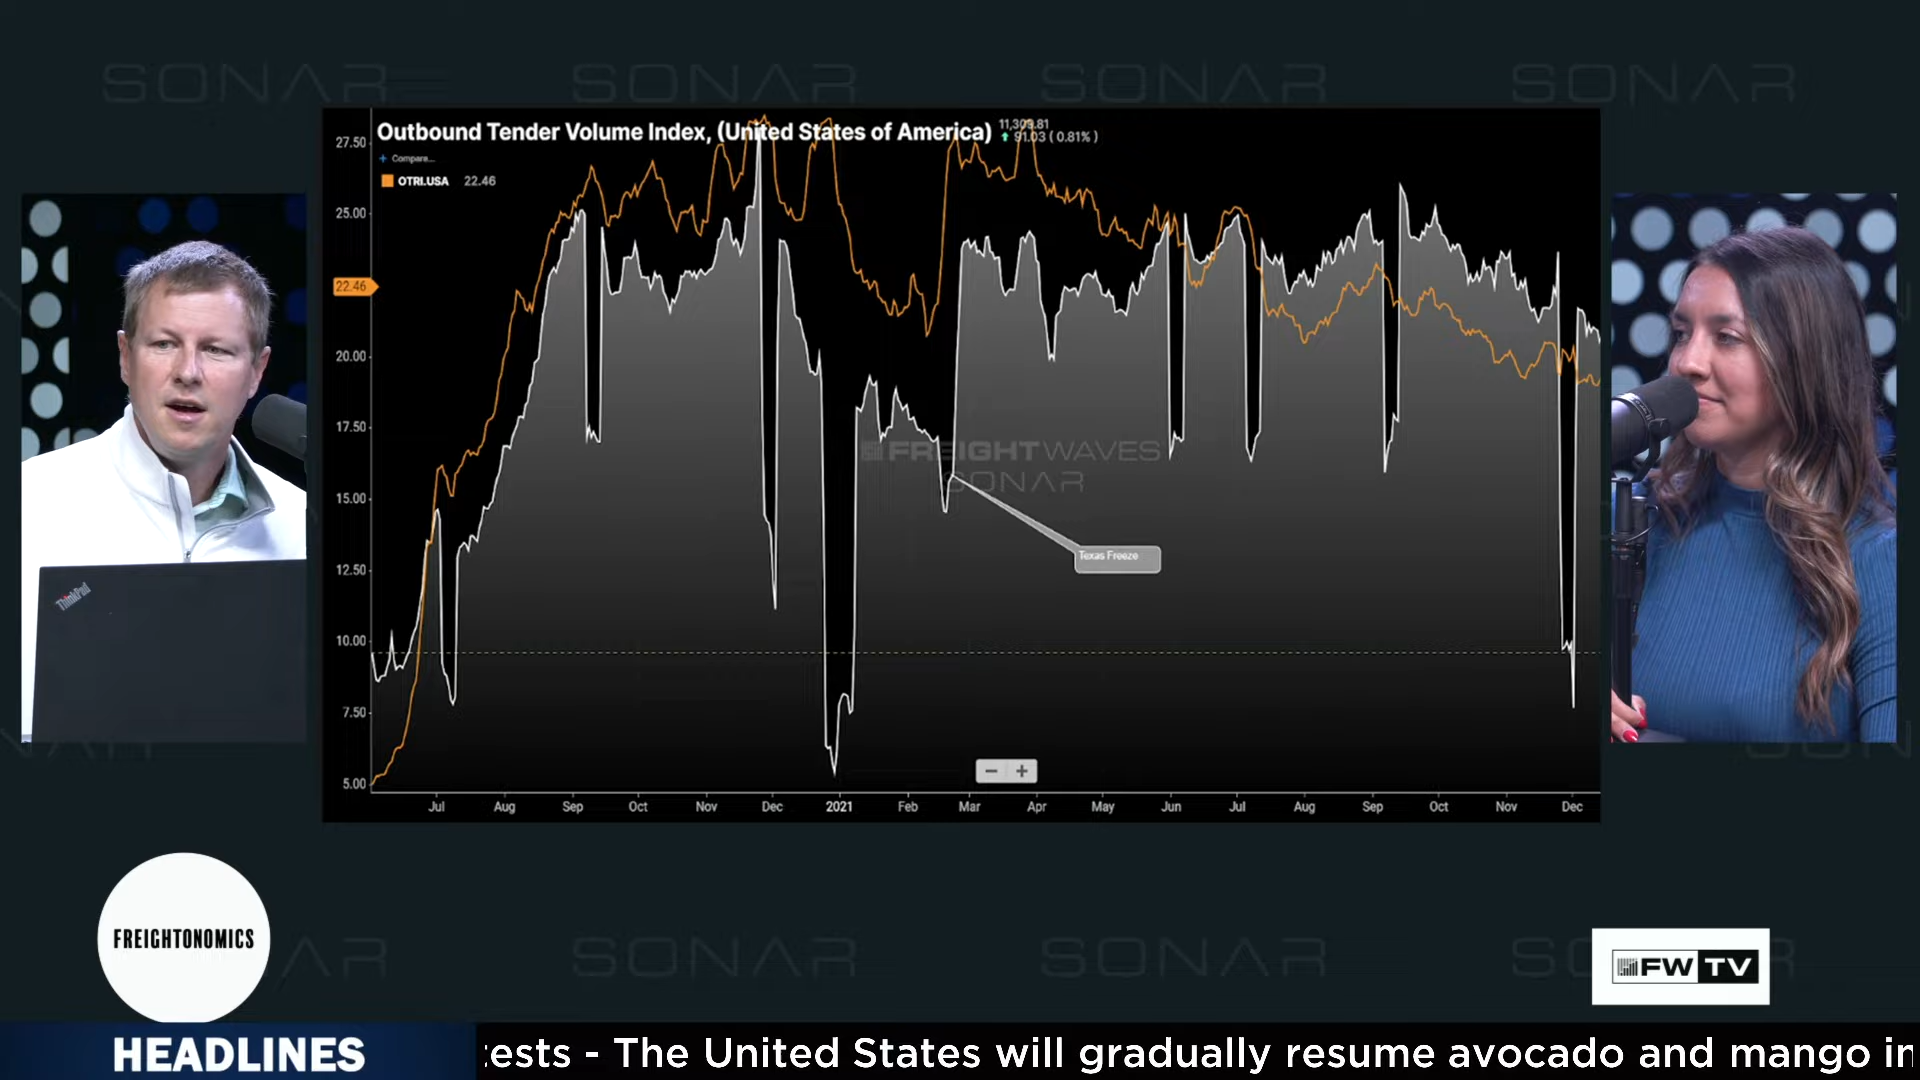 SONAR SONAR SONAR SONAR
Outbound Tender Volume Index, (United States of America)
11,309.81
91.03 ( 0.81% )
+ Compare...
OTRI.USA 22.46
27.50
25.00
22.46
20.00
17.50
15.00
12.50
10.00
7.50
5.00
FREIGHTWAVES
SONAR
Texas Freeze
ThinkPad
− +
Jul Aug Sep Oct Nov Dec 2021 Feb Mar Apr May Jun Jul Aug Sep Oct Nov Dec
FREIGHTONOMICS
SONAR SONAR
FW TV
HEADLINES
tests - The United States will gradually resume avocado and mango in